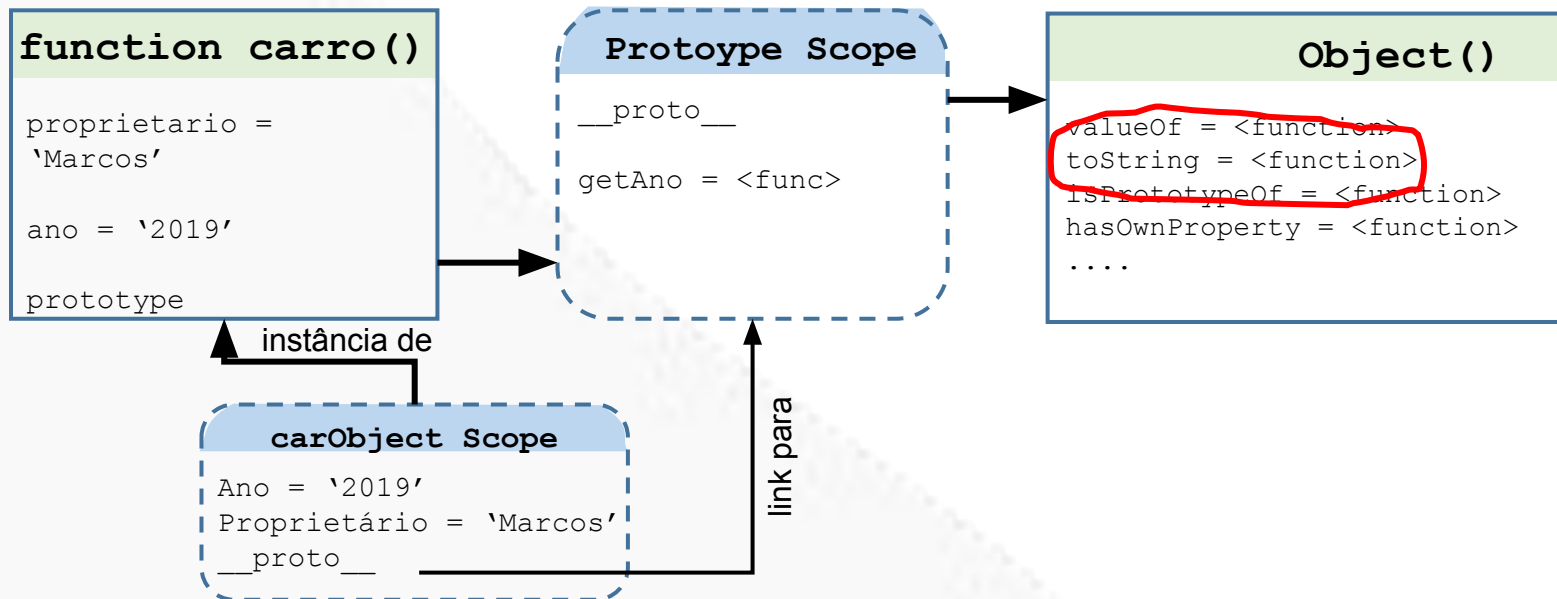 function carro()
proprietario =
‘Marcos’
ano = ‘2019’
prototype
Protoype Scope
__proto__
getAno = <func>
Object()
valueOf = <function>
toString = <function>
isPrototypeOf = <function>
hasOwnProperty = <function>
....
instância de
carObject Scope
Ano = ‘2019’
Proprietário = ‘Marcos’
__proto__
link para